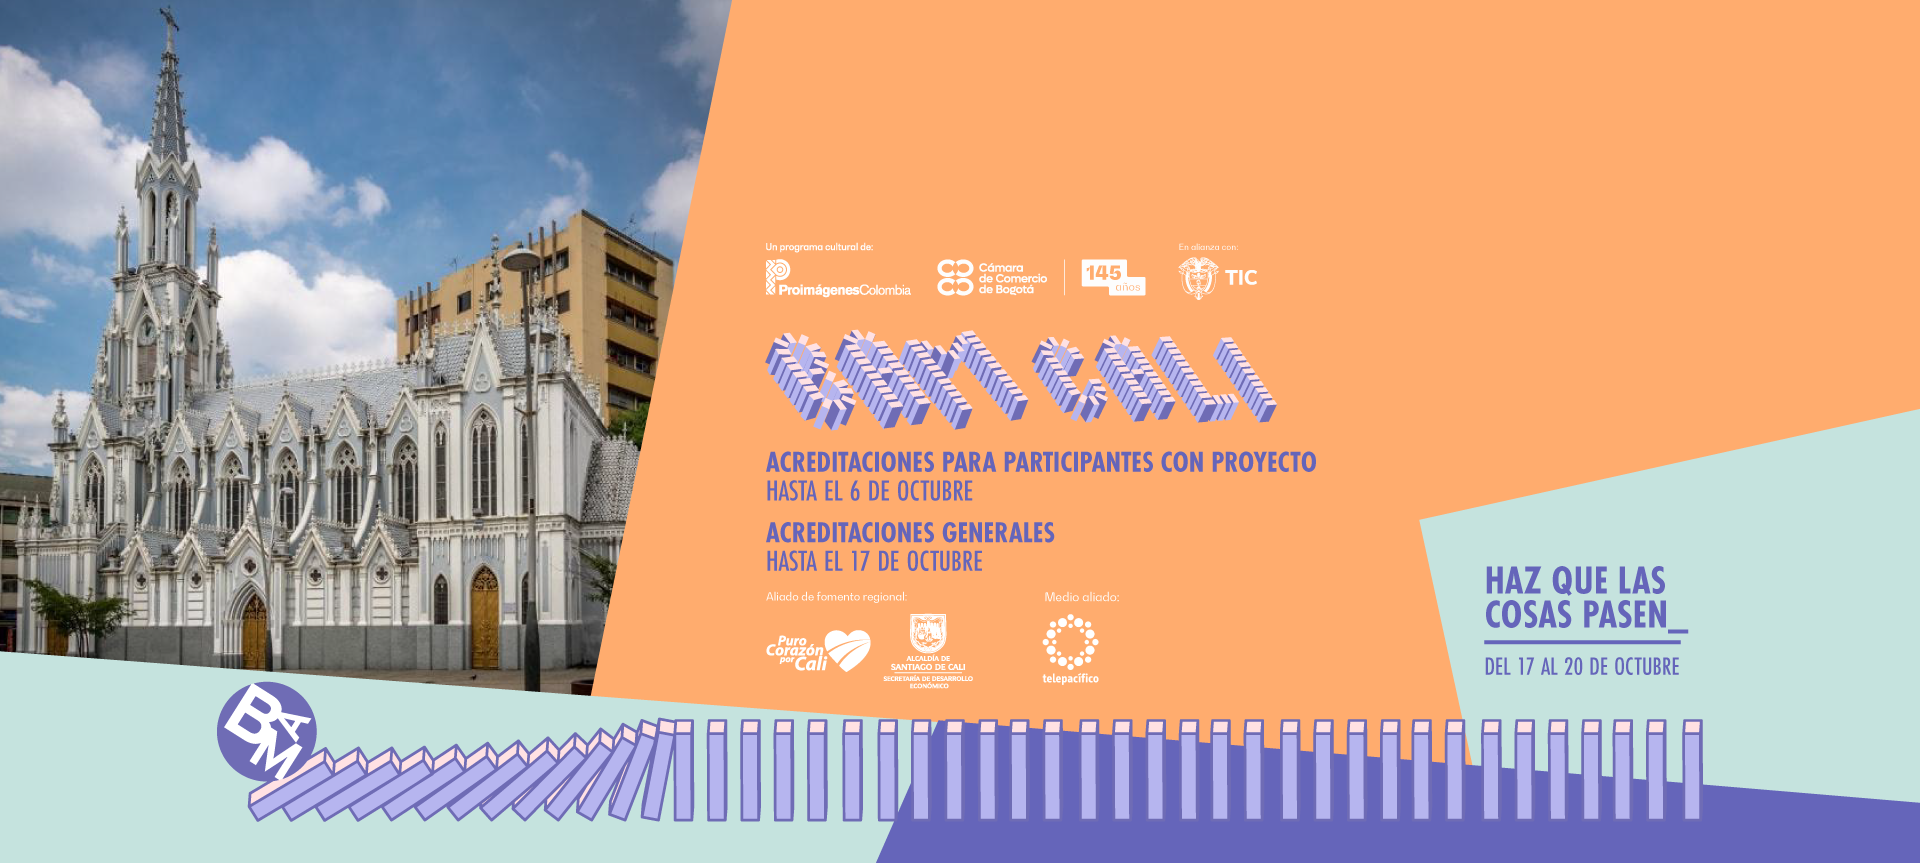 Un programa cultural de:
ProimágenesColombia
Cámara
de Comercio
de Bogotá
145
años
En alianza con:
TIC
BAM CALI
ACREDITACIONES PARA PARTICIPANTES CON PROYECTO
HASTA EL 6 DE OCTUBRE
ACREDITACIONES GENERALES
HASTA EL 17 DE OCTUBRE
Aliado de fomento regional:
Puro
Corazón
por Cali
ALCALDÍA DE
SANTIAGO DE CALI
SECRETARÍA DE DESARROLLO
ECONÓMICO
Medio aliado:
telepacífico
HAZ QUE LAS
COSAS PASEN_
DEL 17 AL 20 DE OCTUBRE
BAM